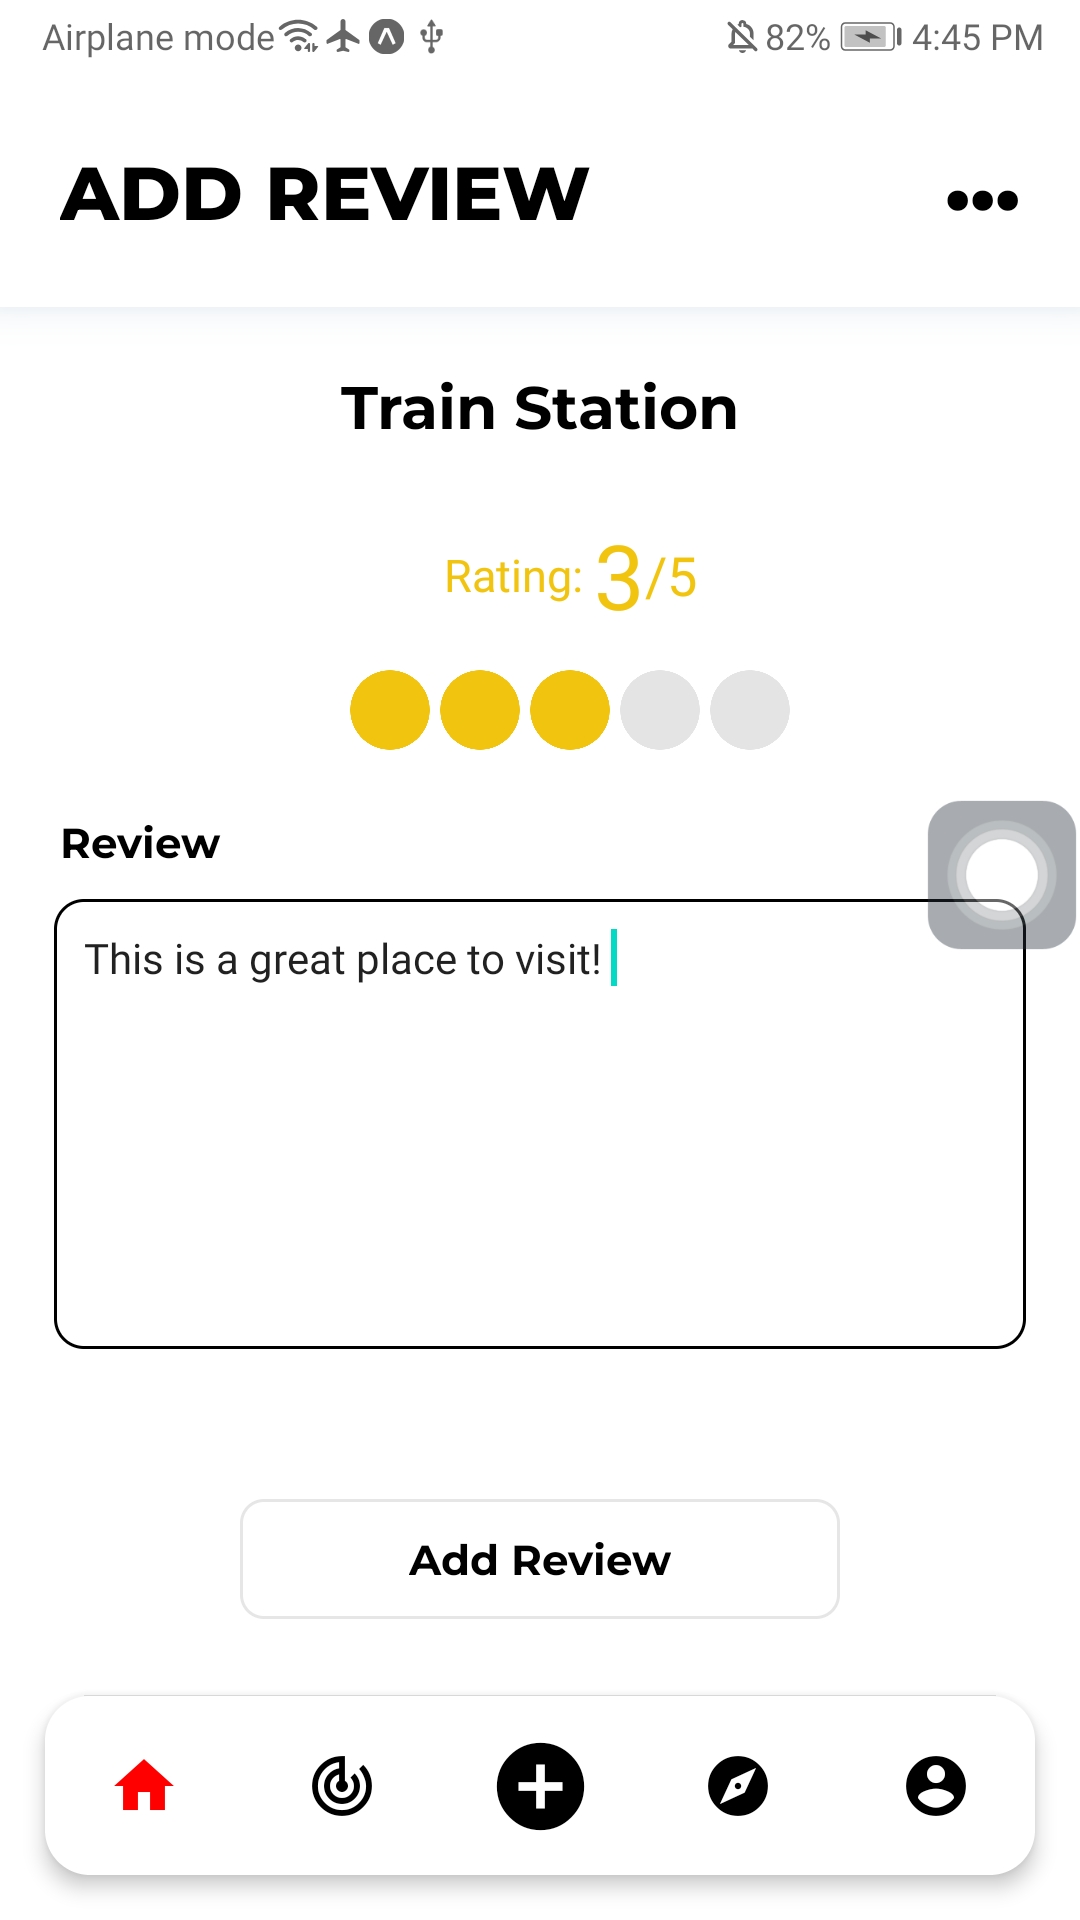 Airplane mode 82% 4:45 PM
ADD REVIEW
Train Station
Rating: 3/5
Review
This is a great place to visit!
Add Review